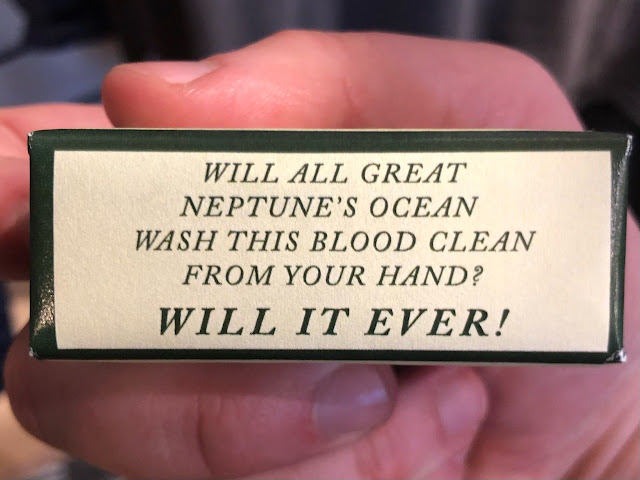 WILL ALL GREAT
NEPTUNE'S OCEAN
WASH THIS BLOOD CLEAN
FROM YOUR HAND?
WILL IT EVER!